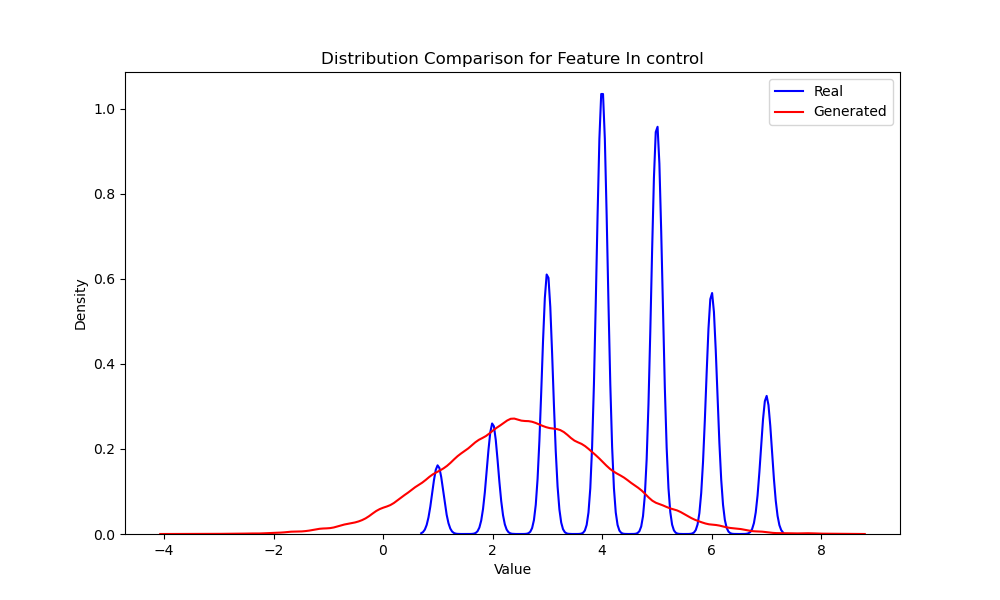 Distribution Comparison for Feature In control
Real
Generated
Density
1.0
0.8
0.6
0.4
0.2
0.0
−4
−2
0
2
4
6
8
Value